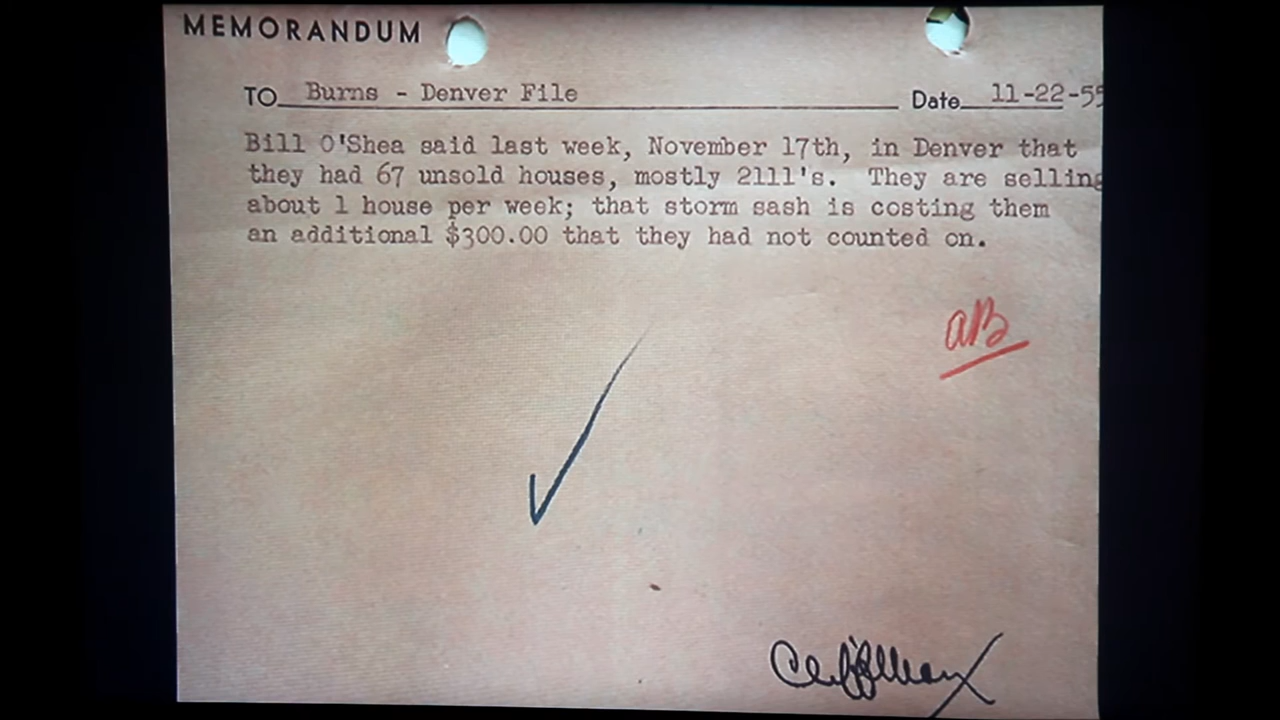 MEMORANDUM
TO Burns - Denver File Date 11-22-55
Bill O'Shea said last week, November 17th, in Denver that
they had 67 unsold houses, mostly 2111's. They are selling
about 1 house per week; that storm sash is costing them
an additional $300.00 that they had not counted on.
aB